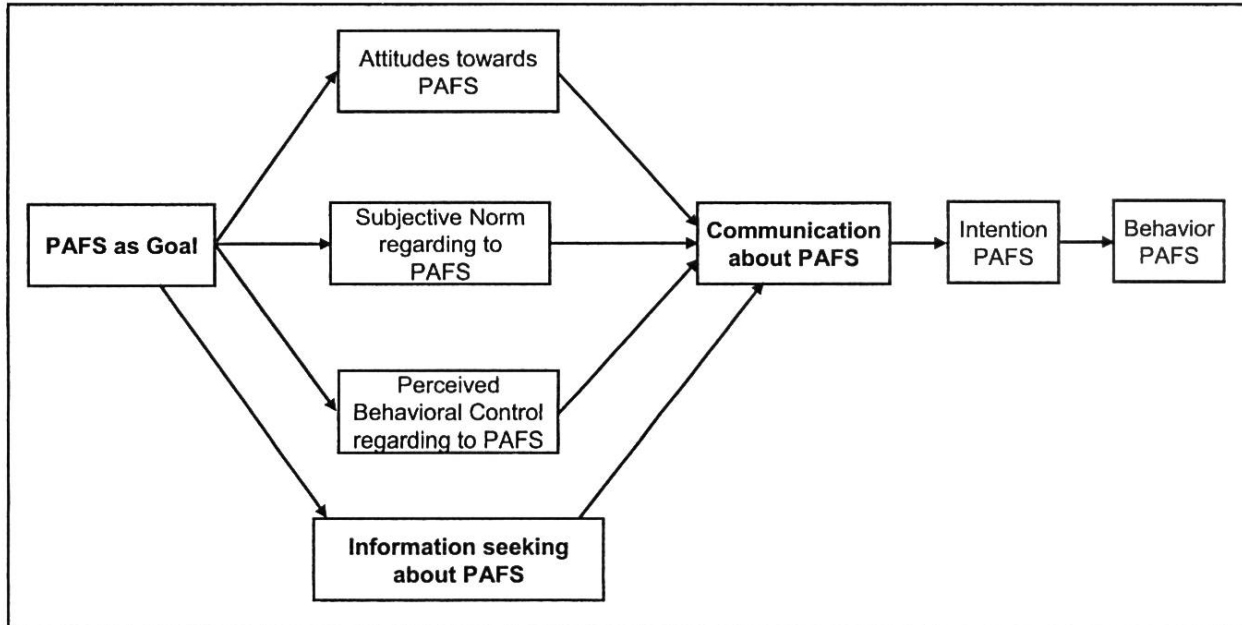 Attitudes towards
PAFS
PAFS as Goal
Subjective Norm
regarding to
PAFS
Communication
about PAFS
Intention
PAFS
Behavior
PAFS
Perceived
Behavioral Control
regarding to PAFS
Information seeking
about PAFS